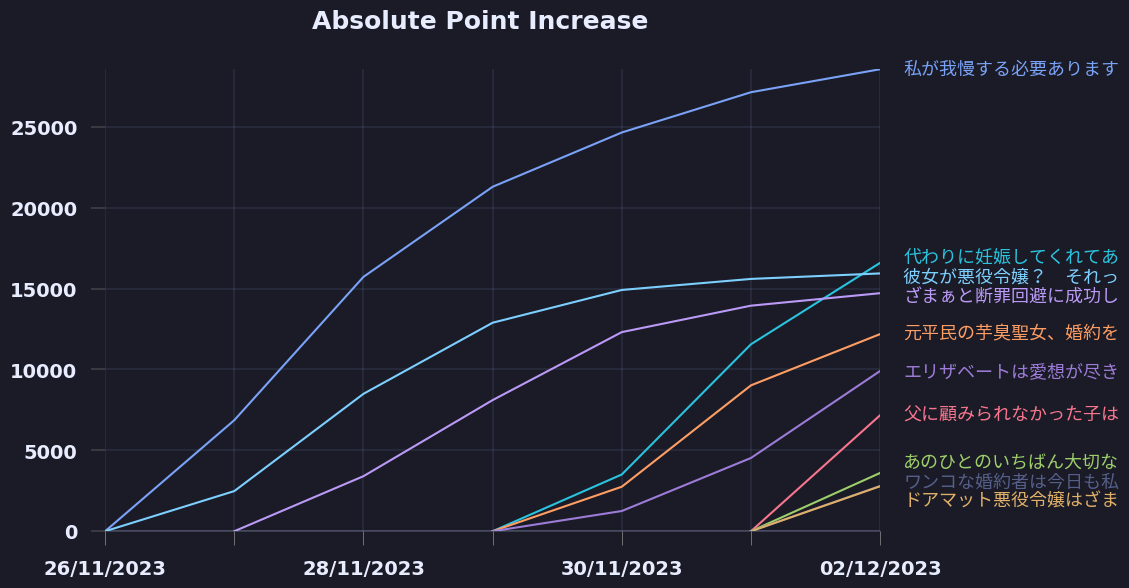 Absolute Point Increase
私が我慢する必要あります
25000
20000
代わりに妊娠してくれてあ
彼女が悪役令嬢？　それっ
15000
ざまぁと断罪回避に成功し
元平民の芋臭聖女、婚約を
10000
エリザベートは愛想が尽き
父に顧みられなかった子は
5000
あのひとのいちばん大切な
ワンコな婚約者は今日も私
ドアマット悪役令嬢はざま
0
26/11/2023
28/11/2023
30/11/2023
02/12/2023